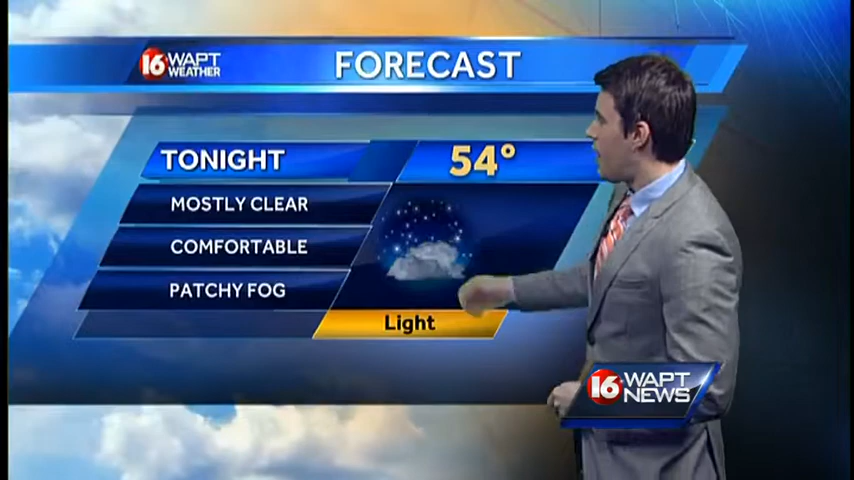 16 WAPT
WEATHER
FORECAST
TONIGHT
54°
MOSTLY CLEAR
COMFORTABLE
PATCHY FOG
Light
16 WAPT
NEWS